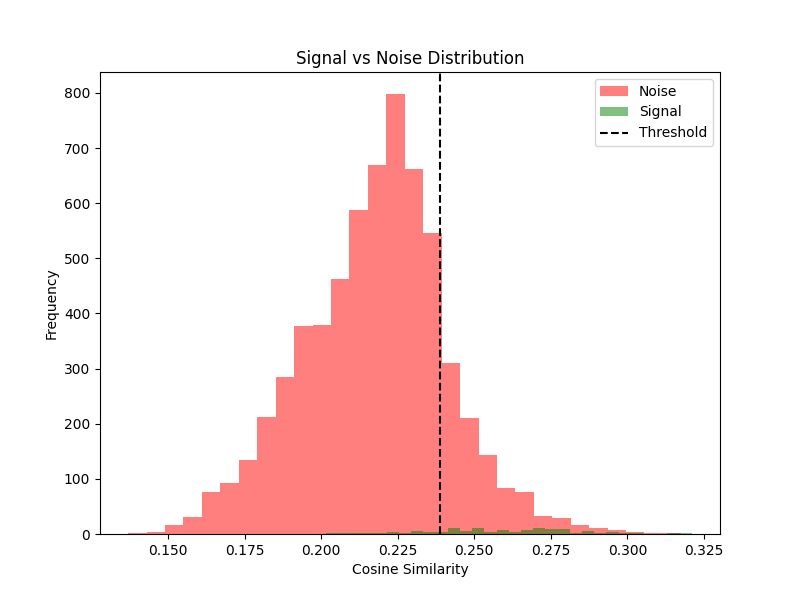 Signal vs Noise Distribution
Noise
Signal
Threshold
Frequency
800
700
600
500
400
300
200
100
0
0.150 0.175 0.200 0.225 0.250 0.275 0.300 0.325
Cosine Similarity